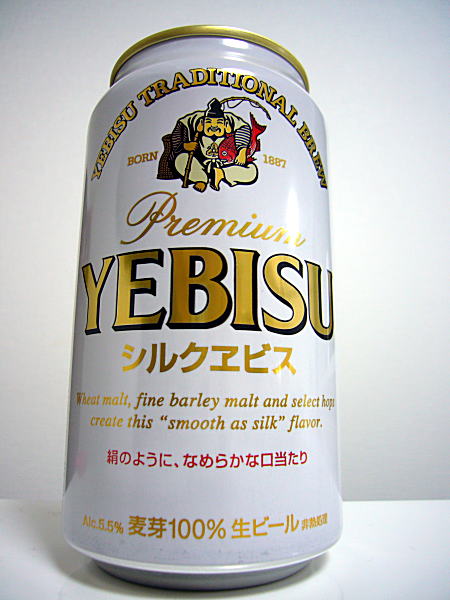 YEBISU TRADITIONAL BREW
BORN 1887
Premium
YEBISU
シルクヱビス
Wheat malt, fine barley malt and select hops
create this “smooth as silk” flavor.
絹のように、なめらかな口当たり
Alc.5.5% 麦芽100% 生ビール 非熱処理